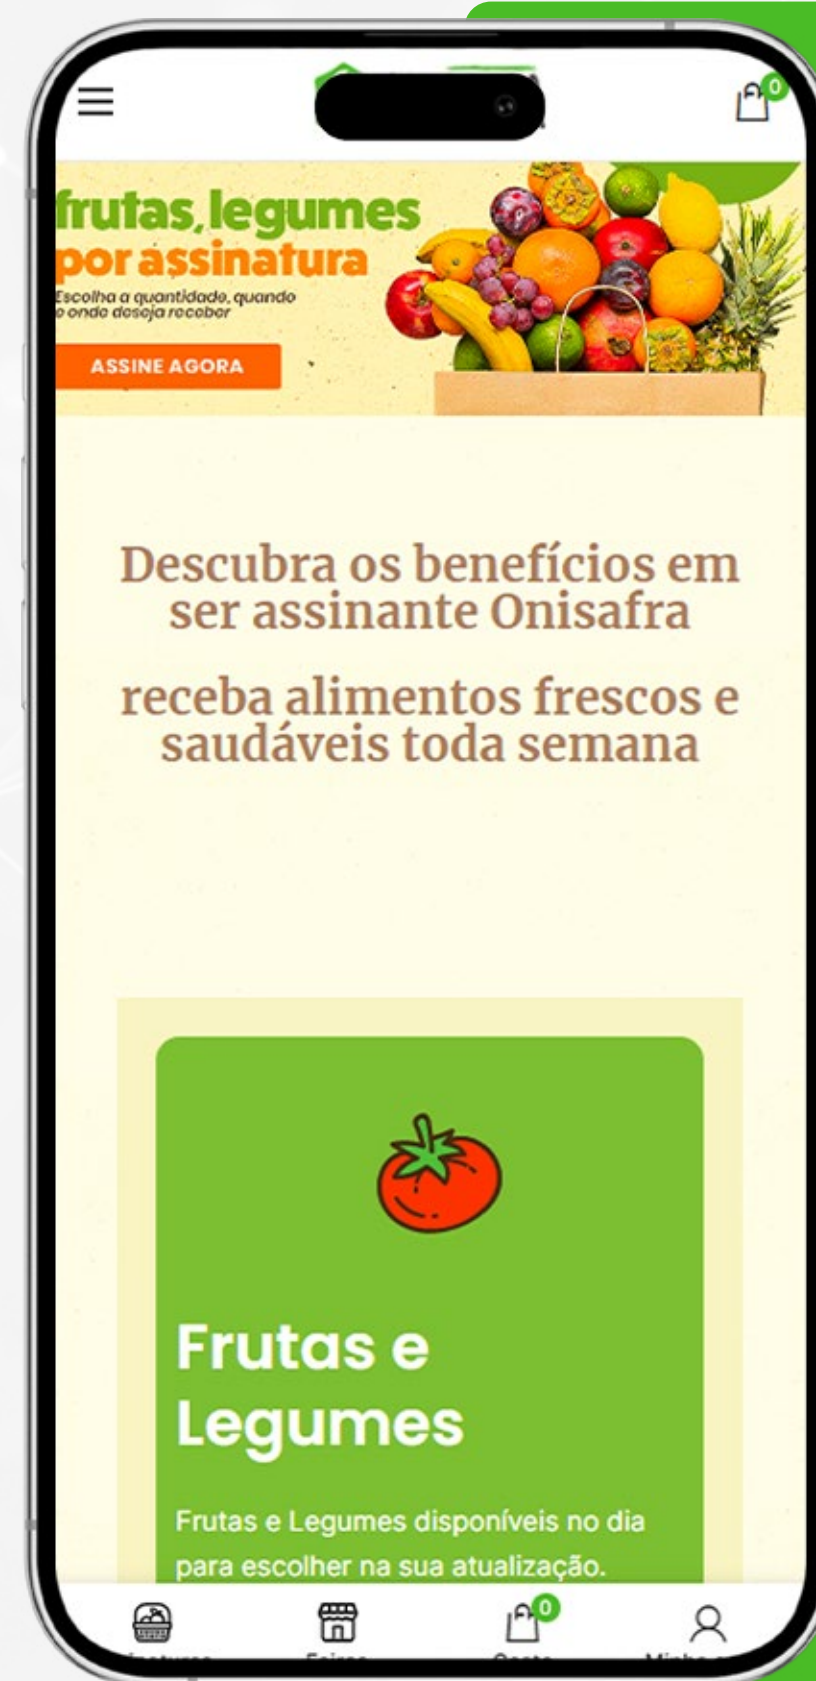 0
frutas, legumes
por assinatura
Escolha a quantidade, quando
e onde deseja receber
ASSINE AGORA
Descubra os benefícios em
ser assinante Onisafra
receba alimentos frescos e
saudáveis toda semana
Frutas e
Legumes
Frutas e Legumes disponíveis no dia
para escolher na sua atualização.
0